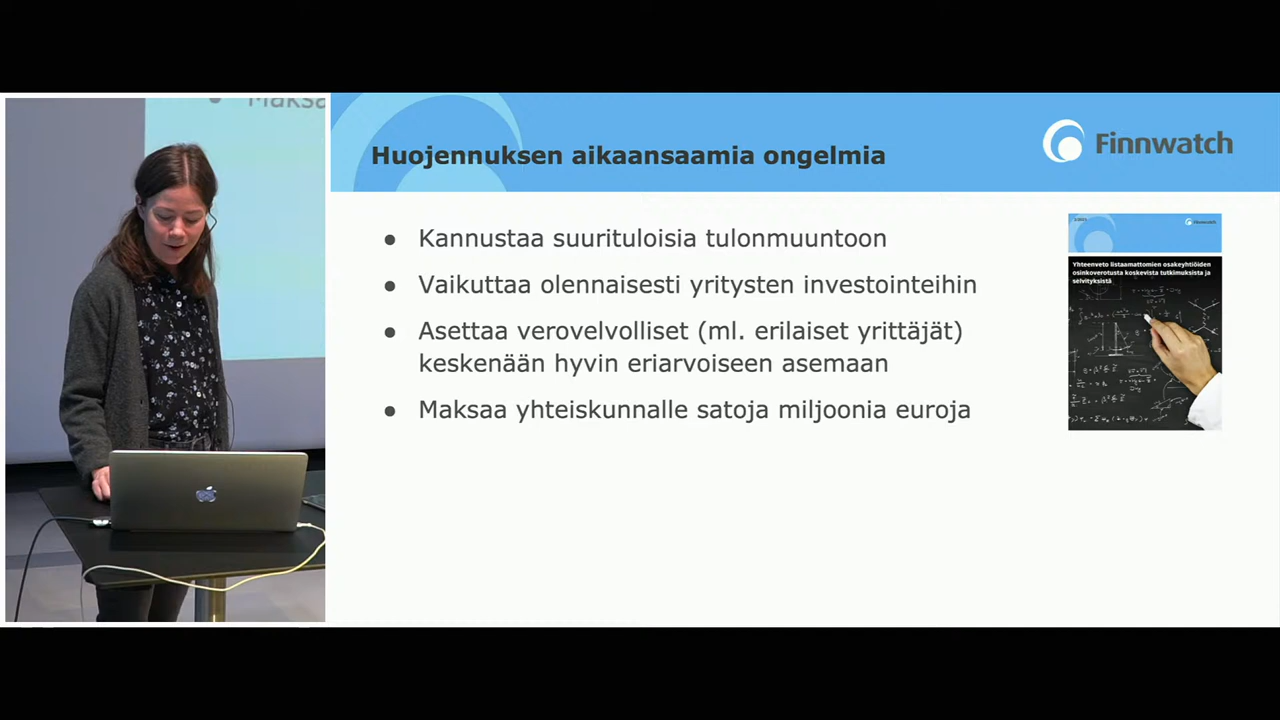 Maksa
Huojennuksen aikaansaamia ongelmia
Finnwatch
Kannustaa suurituloisia tulonmuuntoon
Vaikuttaa olennaisesti yritysten investointeihin
Asettaa verovelvolliset (ml. erilaiset yrittäjät)
keskenään hyvin eriarvoiseen asemaan
Maksaa yhteiskunnalle satoja miljoonia euroja
Finnwatch
Yhteenveto listaamattomien osakeyhtiöiden
osinkoverotusta koskevista tutkimuksista ja
selvityksistä